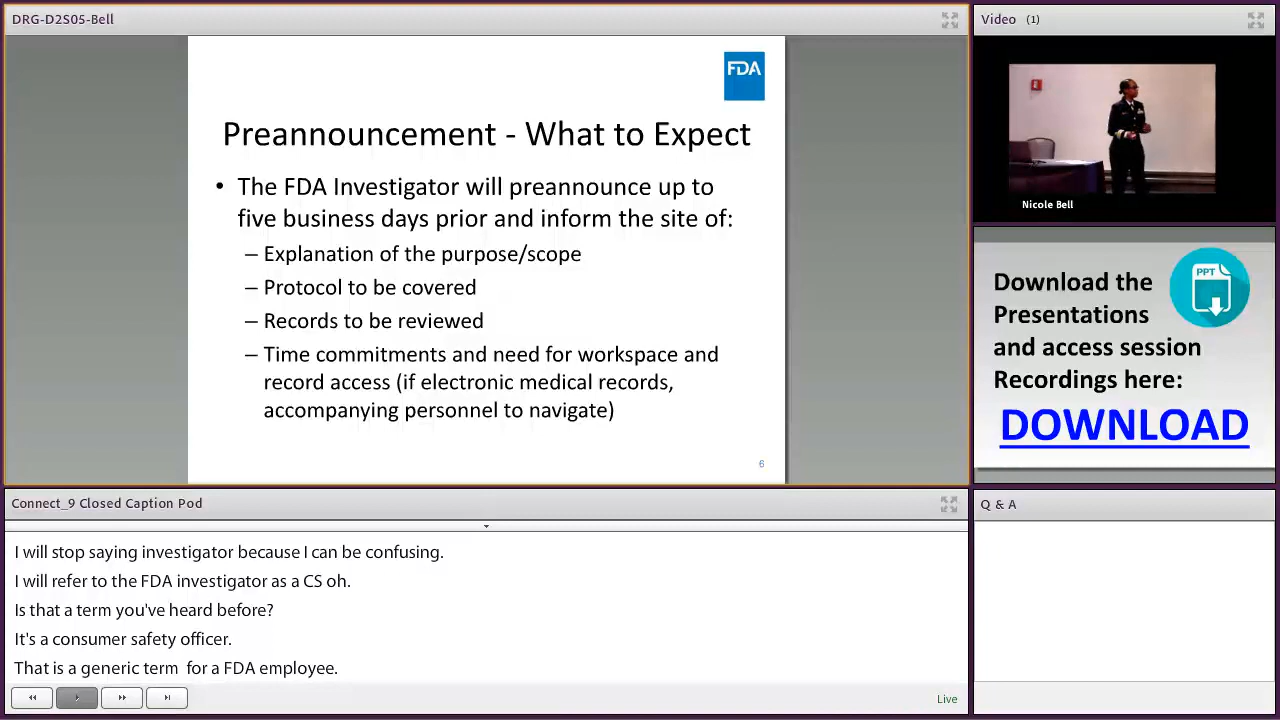 DRG-D2S05-Bell
FDA
Preannouncement - What to Expect
• The FDA Investigator will preannounce up to
five business days prior and inform the site of:
– Explanation of the purpose/scope
– Protocol to be covered
– Records to be reviewed
– Time commitments and need for workspace and
record access (if electronic medical records,
accompanying personnel to navigate)
6
Video (1)
Nicole Bell
PPT
Download the
Presentations
and access session
Recordings here:
DOWNLOAD
Connect_9 Closed Caption Pod
I will stop saying investigator because I can be confusing.
I will refer to the FDA investigator as a CS oh.
Is that a term you've heard before?
It's a consumer safety officer.
That is a generic term  for a FDA employee.
Live
Q & A